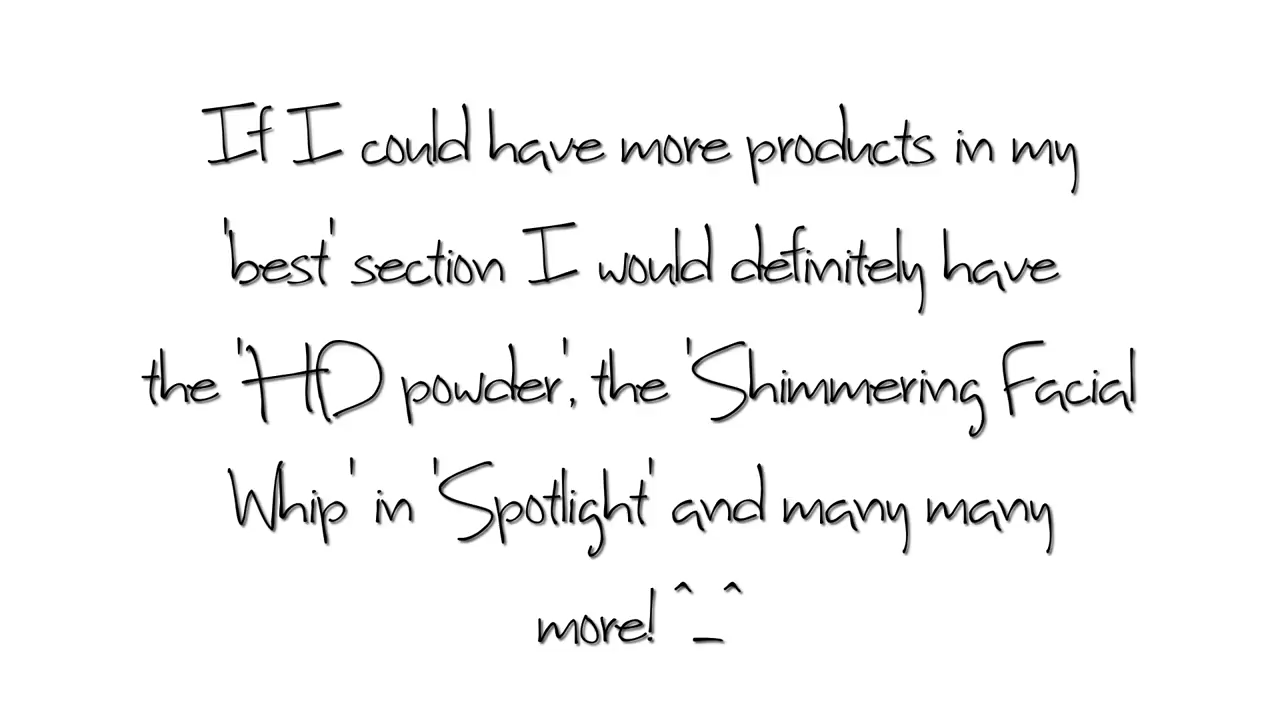 If I could have more products in my
'best' section I would definitely have
the 'HD powder', the 'Shimmering Facial
Whip' in 'Spotlight' and many many
more! ^_^